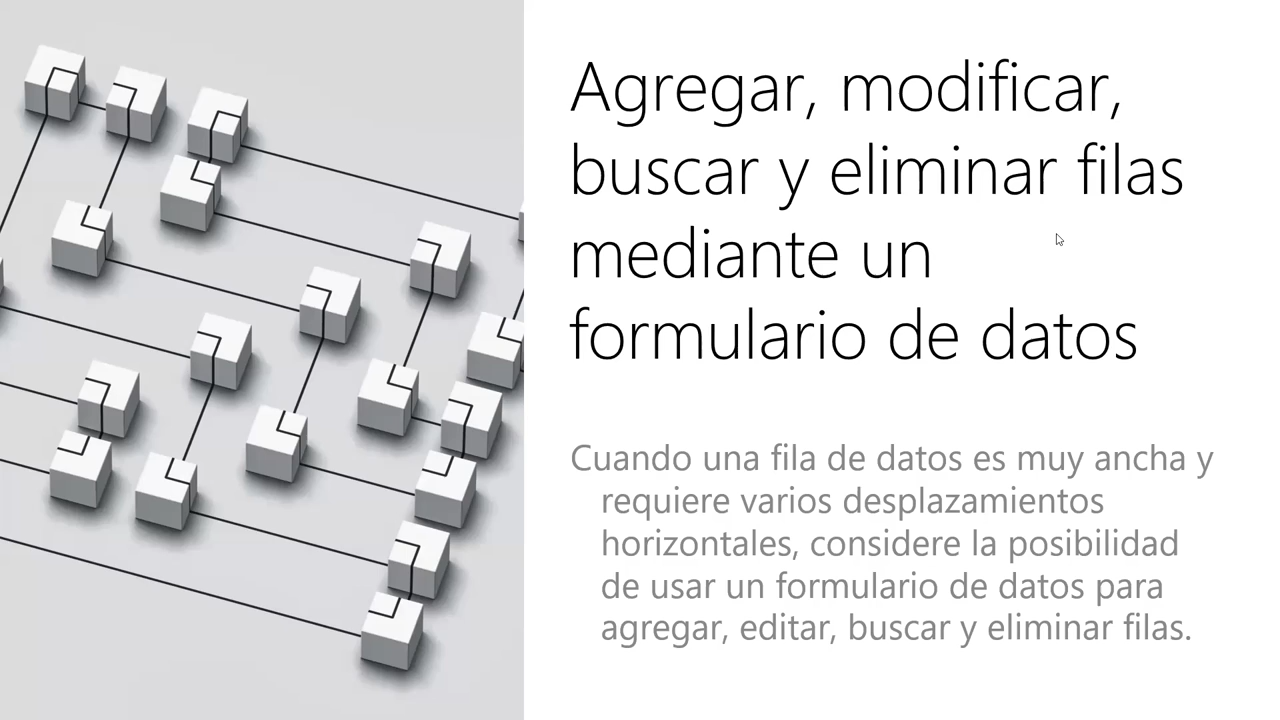 Agregar, modificar,
buscar y eliminar filas
mediante un
formulario de datos
Cuando una fila de datos es muy ancha y
requiere varios desplazamientos
horizontales, considere la posibilidad
de usar un formulario de datos para
agregar, editar, buscar y eliminar filas.